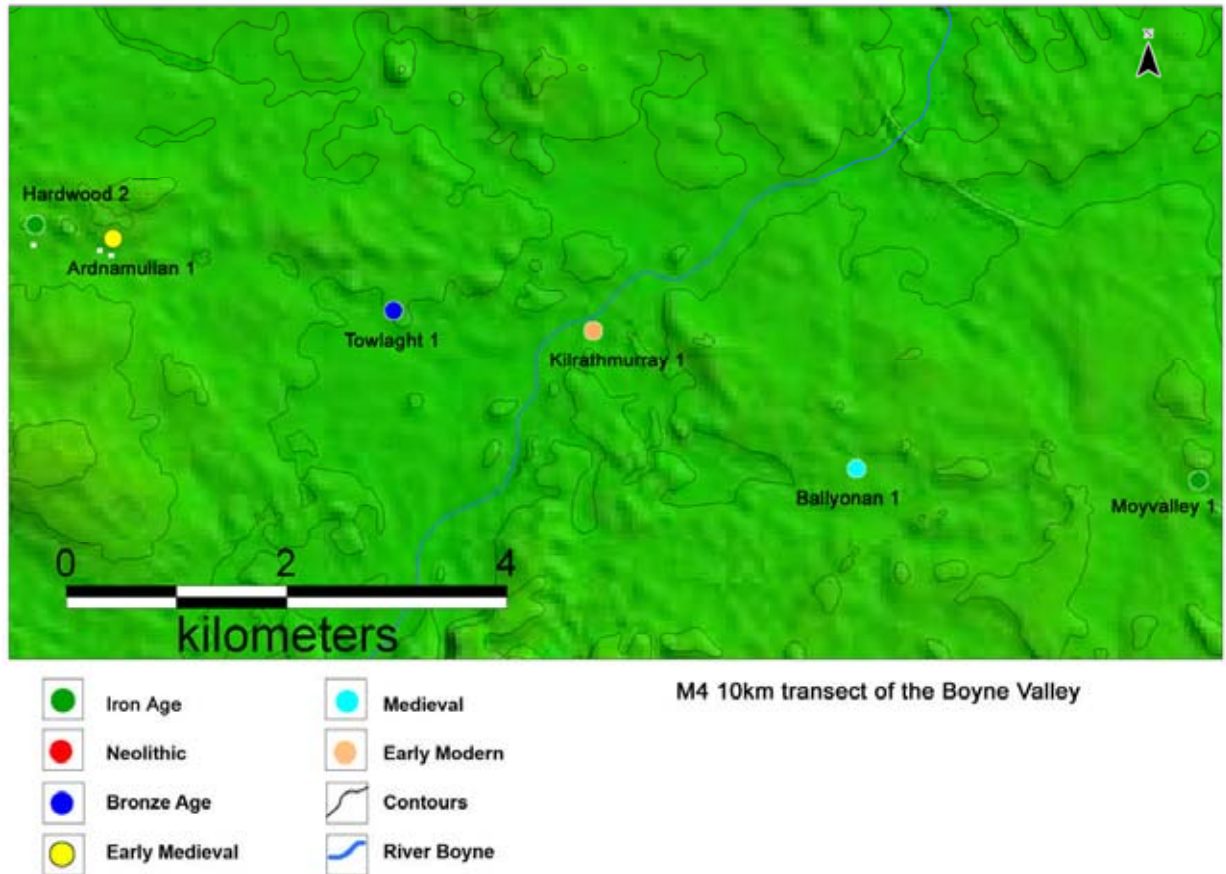 N
Hardwood 2
Ardnamullan 1
Towlaght 1
Kilrathmurray 1
Ballyonan 1
Moyvalley 1
0 2 4
kilometers
M4 10km transect of the Boyne Valley
Iron Age
Neolithic
Bronze Age
Early Medieval
Medieval
Early Modern
Contours
River Boyne